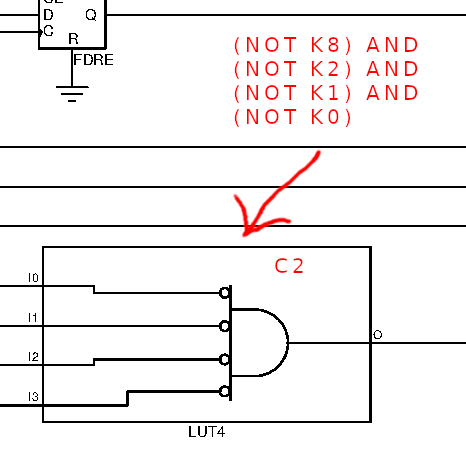 CE
D Q
C
R
FDRE
(NOT K8) AND
(NOT K2) AND
(NOT K1) AND
(NOT K0)
C2
I0
I1
I2
I3
O
LUT4